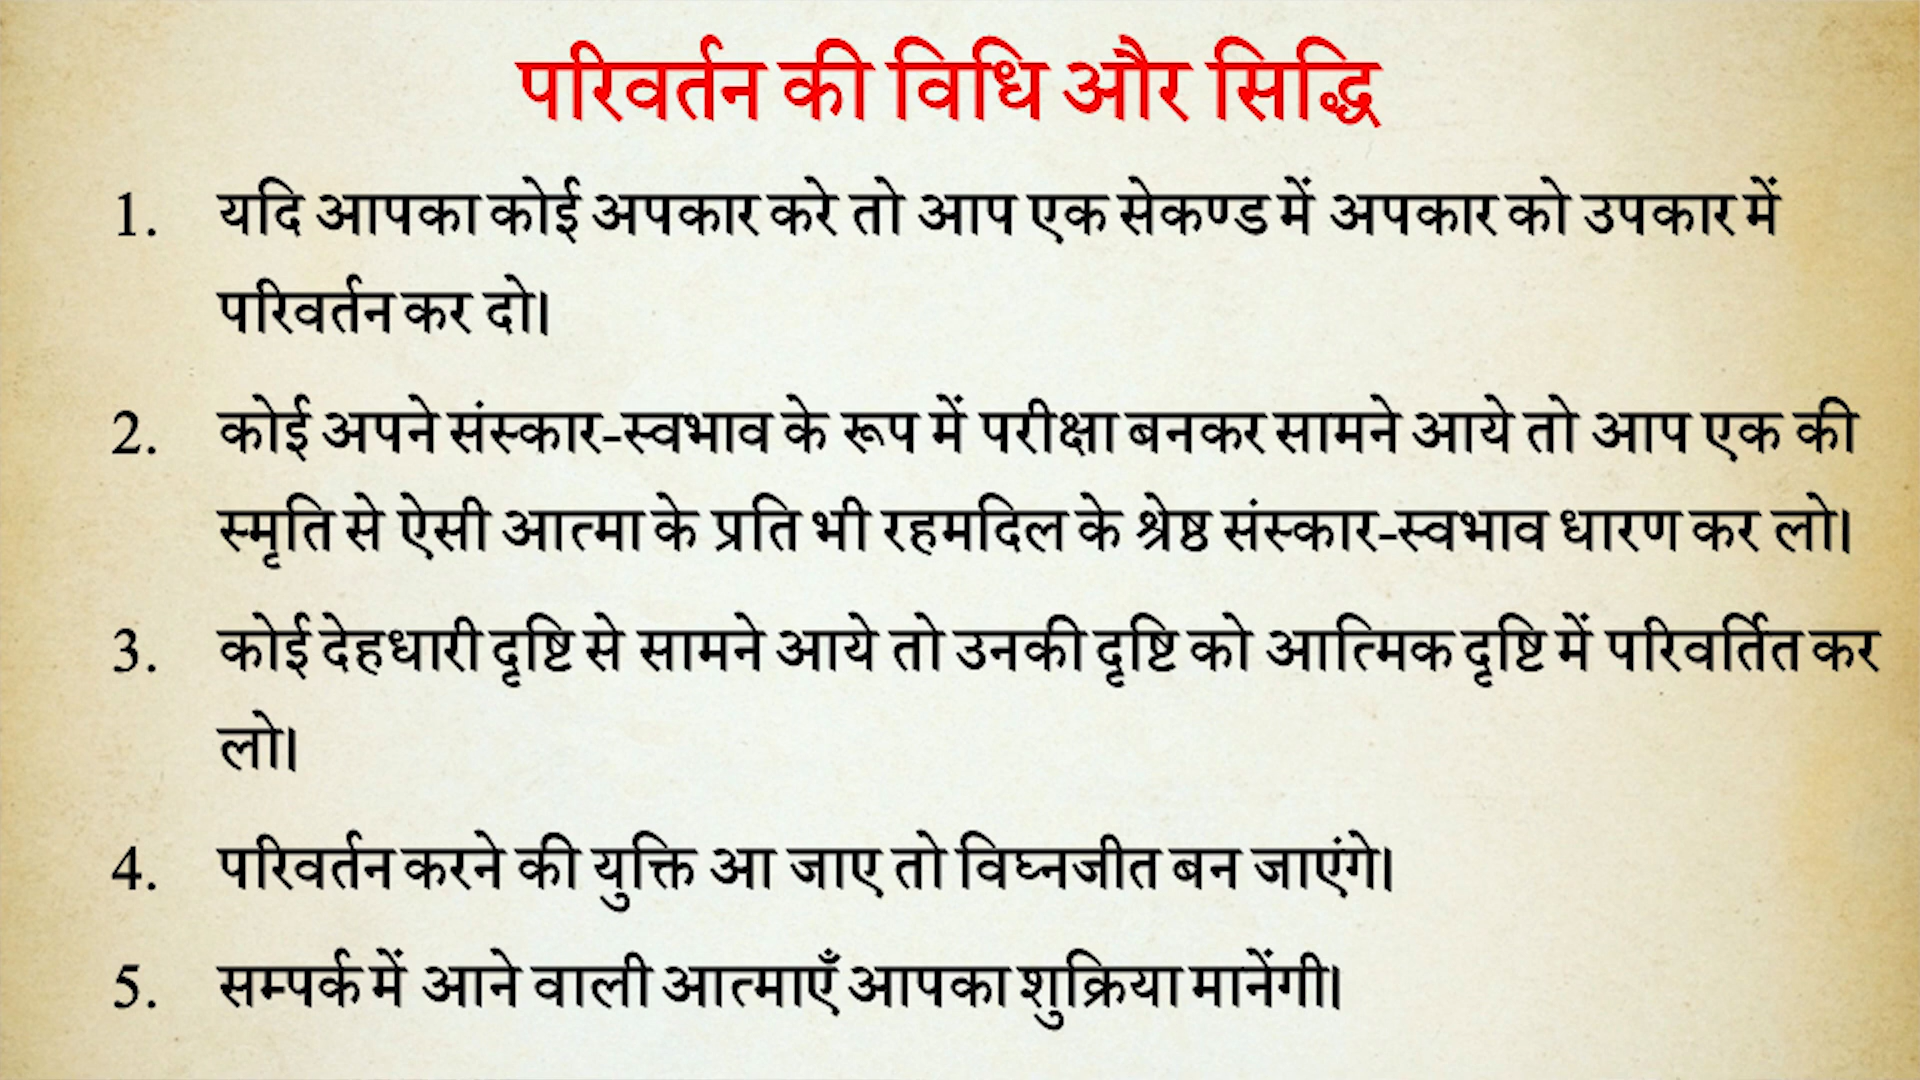 परिवर्तन की विधि और सिद्धि
1. यदि आपका कोई अपकार करे तो आप एक सेकण्ड में अपकार को उपकार में
परिवर्तन कर दो।
2. कोई अपने संस्कार-स्वभाव के रूप में परीक्षा बनकर सामने आये तो आप एक की
स्मृति से ऐसी आत्मा के प्रति भी रहमदिल के श्रेष्ठ संस्कार-स्वभाव धारण कर लो।
3. कोई देहधारी दृष्टि से सामने आये तो उनकी दृष्टि को आत्मिक दृष्टि में परिवर्तित कर
लो।
4. परिवर्तन करने की युक्ति आ जाए तो विघ्नजीत बन जाएंगे।
5. सम्पर्क में आने वाली आत्माएँ आपका शुक्रिया मानेंगी।